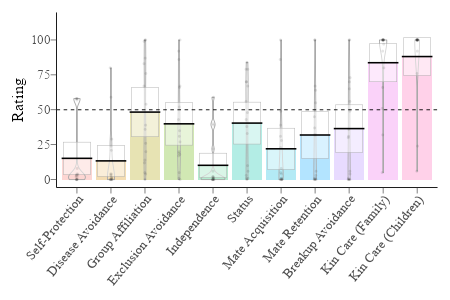 100
75
50
25
0
Rating
Self-Protection
Disease Avoidance
Group Affiliation
Exclusion Avoidance
Independence
Status
Mate Acquisition
Mate Retention
Breakup Avoidance
Kin Care (Family)
Kin Care (Children)